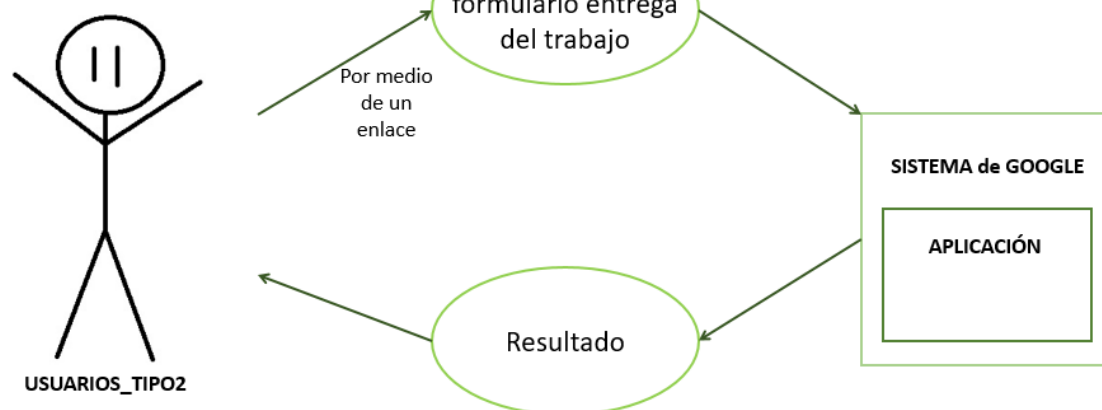 formulario entrega
del trabajo
Por medio
de un
enlace
SISTEMA de GOOGLE
APLICACIÓN
Resultado
USUARIOS_TIPO2